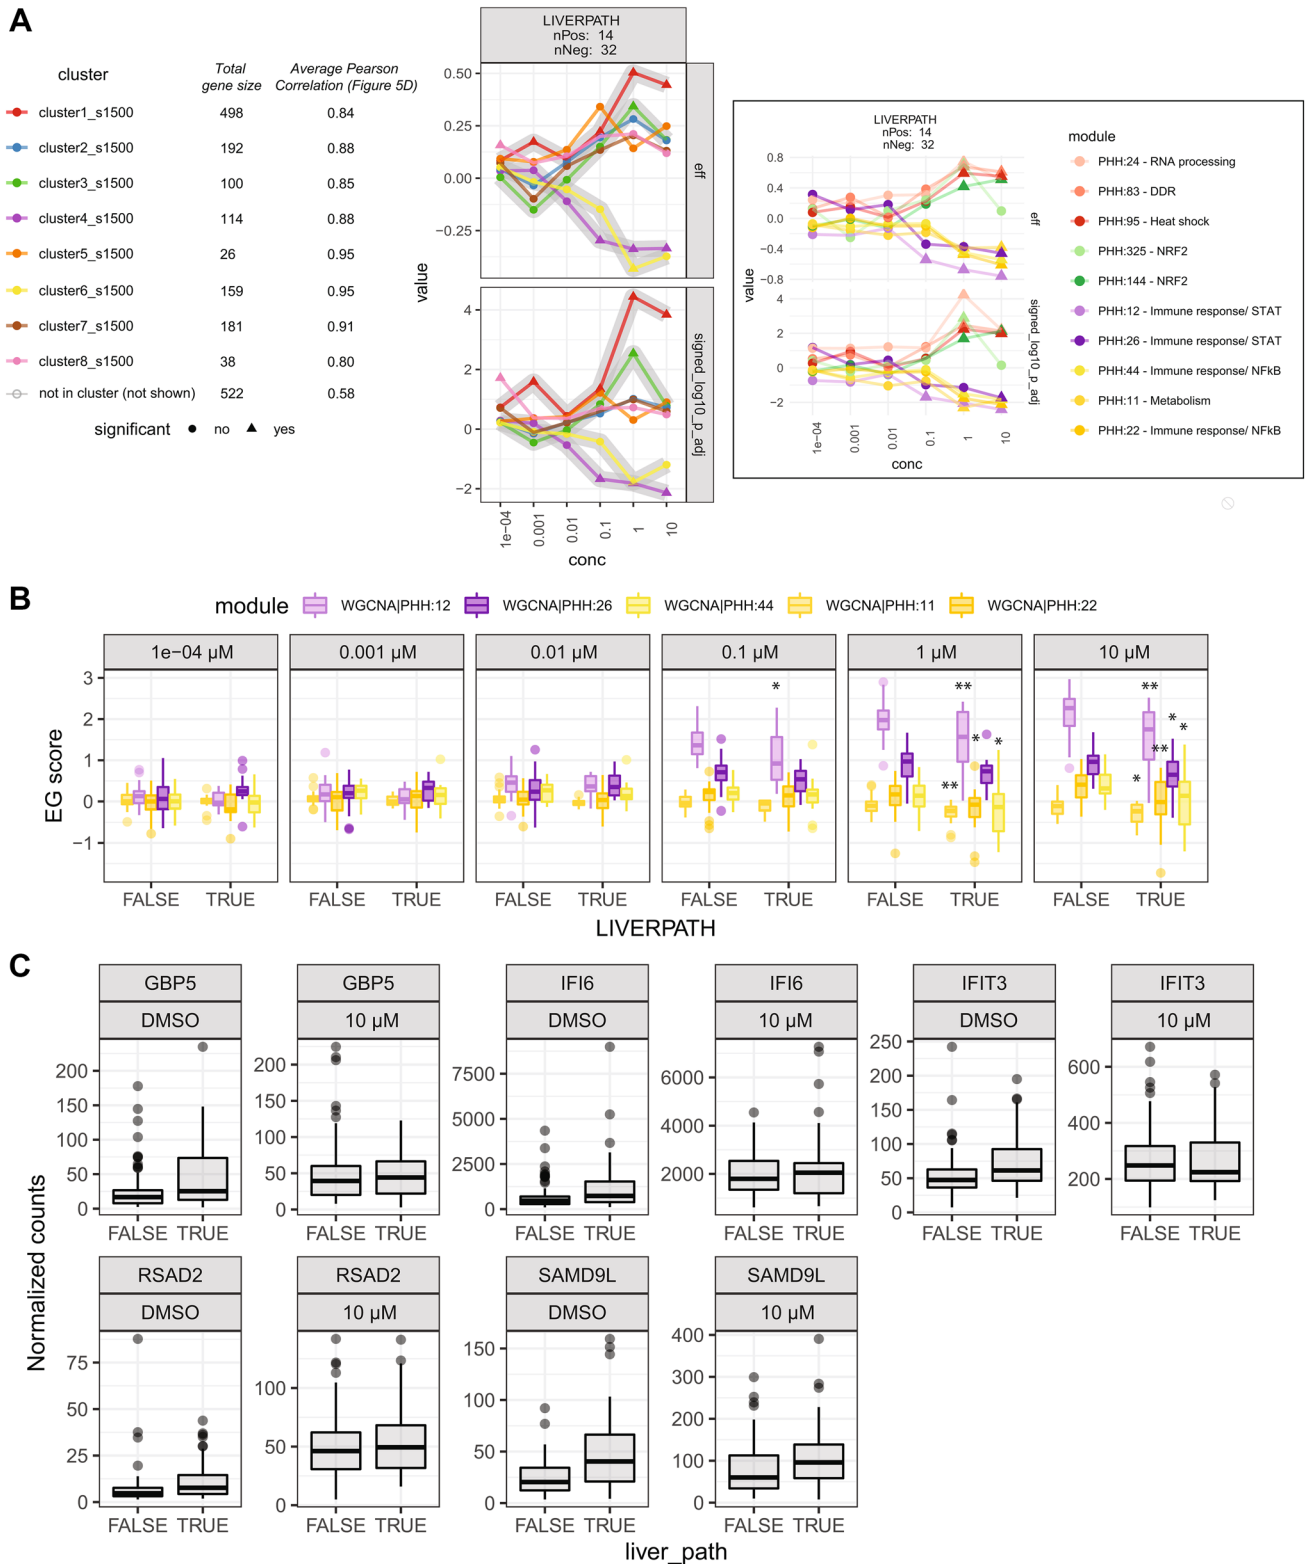 A
cluster
Total gene size
Average Pearson Correlation (Figure 5D)
cluster1_s1500 498 0.84
cluster2_s1500 192 0.88
cluster3_s1500 100 0.85
cluster4_s1500 114 0.88
cluster5_s1500 26 0.95
cluster6_s1500 159 0.95
cluster7_s1500 181 0.91
cluster8_s1500 38 0.80
not in cluster (not shown) 522 0.58
significant no yes
LIVERPATH
nPos: 14
nNeg: 32
0.50
0.25
0.00
−0.25
eff
value
4
2
0
−2
signed_log10_p_adj
1e−04 0.001 0.01 0.1 1 10
conc
LIVERPATH
nPos: 14
nNeg: 32
0.8
0.4
0.0
−0.4
−0.8
eff
value
4
2
0
−2
signed_log10_p_adj
1e−04 0.001 0.01 0.1 1 10
conc
module
PHH:24 - RNA processing
PHH:83 - DDR
PHH:95 - Heat shock
PHH:325 - NRF2
PHH:144 - NRF2
PHH:12 - Immune response/ STAT
PHH:26 - Immune response/ STAT
PHH:44 - Immune response/ NFkB
PHH:11 - Metabolism
PHH:22 - Immune response/ NFkB
B
module WGCNA|PHH:12 WGCNA|PHH:26 WGCNA|PHH:44 WGCNA|PHH:11 WGCNA|PHH:22
1e−04 µM 0.001 µM 0.01 µM 0.1 µM 1 µM 10 µM
3
2
1
0
−1
EG score
* ** ** * * * ** ** * *
FALSE TRUE FALSE TRUE FALSE TRUE FALSE TRUE FALSE TRUE FALSE TRUE
LIVERPATH
C
GBP5 GBP5 IFI6 IFI6 IFIT3 IFIT3
DMSO 10 µM DMSO 10 µM DMSO 10 µM
200
150
100
50
0
200
150
100
50
0
7500
5000
2500
0
6000
4000
2000
250
200
150
100
50
0
600
400
200
FALSE TRUE FALSE TRUE FALSE TRUE FALSE TRUE FALSE TRUE FALSE TRUE
Normalized counts
RSAD2 RSAD2 SAMD9L SAMD9L
DMSO 10 µM DMSO 10 µM
75
50
25
0
100
50
0
150
100
50
0
400
300
200
100
0
FALSE TRUE FALSE TRUE FALSE TRUE FALSE TRUE
liver_path